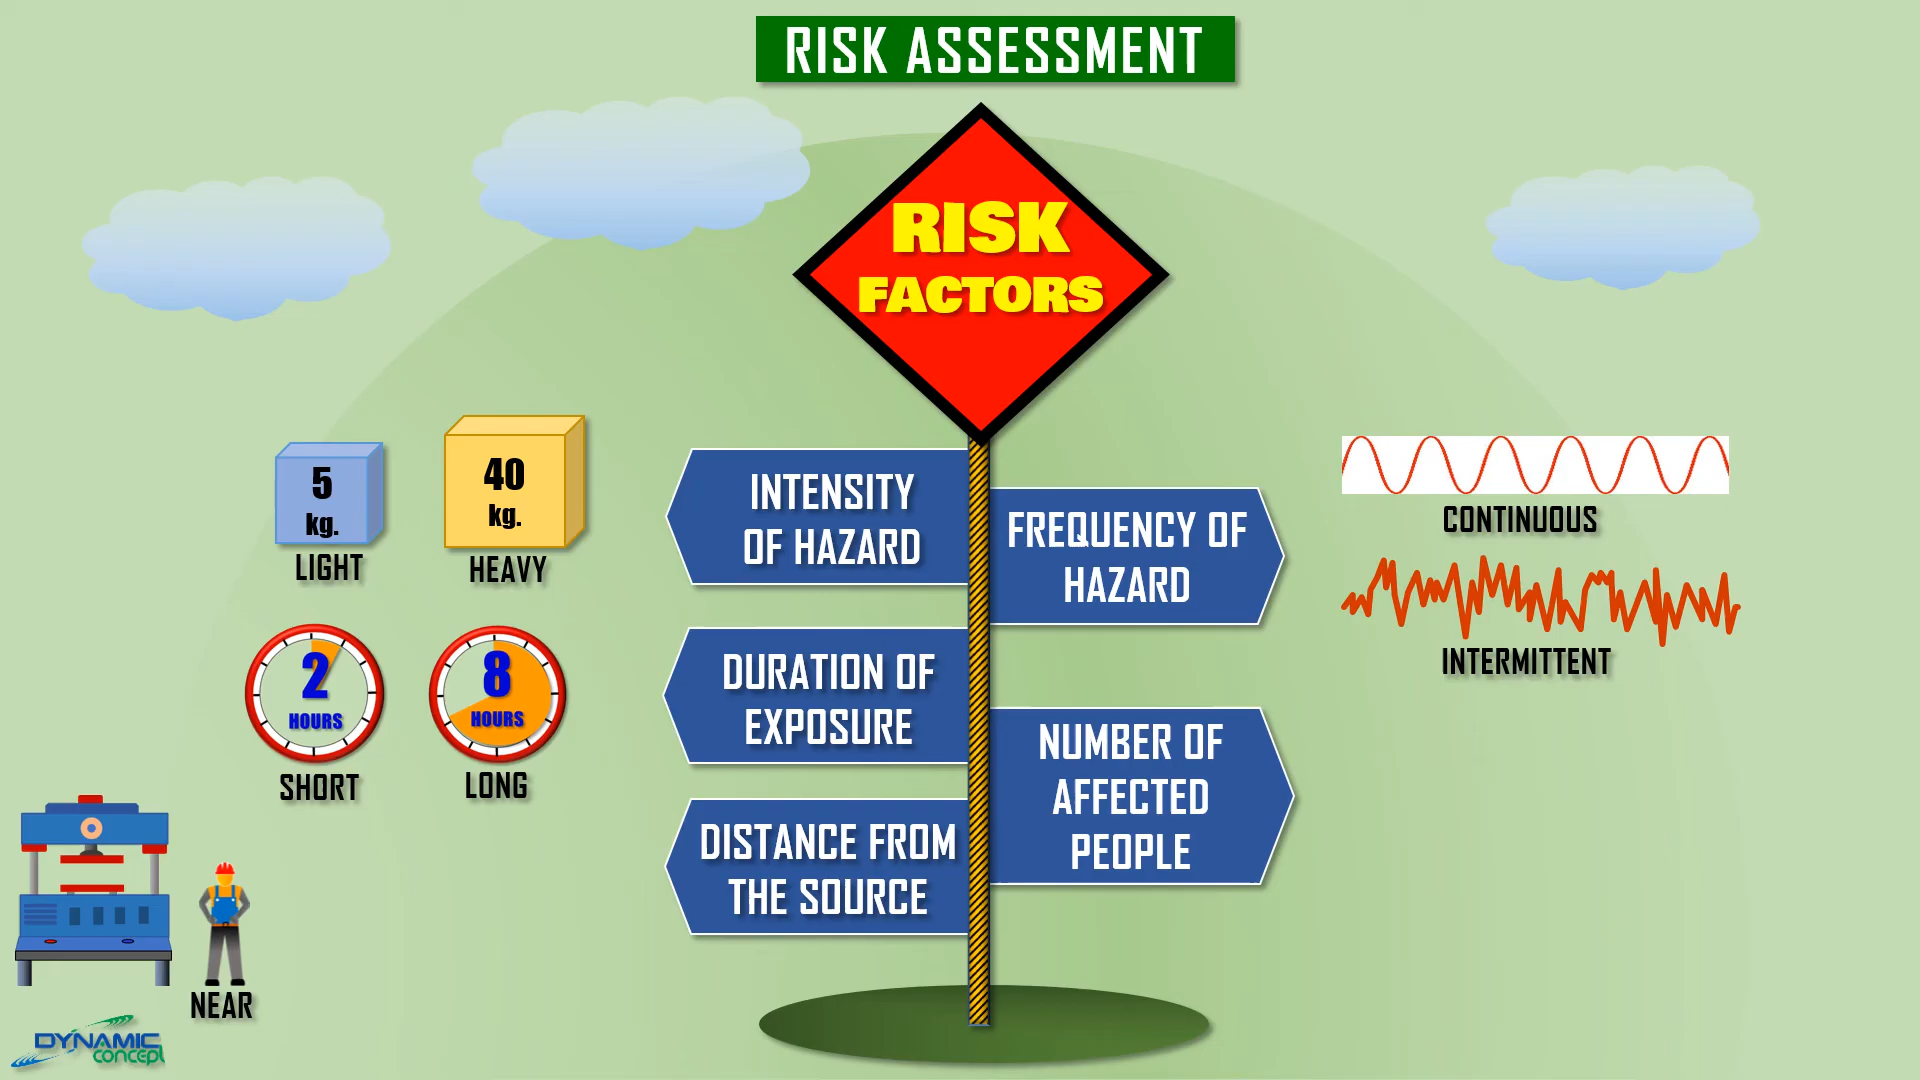 RISK ASSESSMENT
RISK
FACTORS
5
kg.
LIGHT
40
kg.
HEAVY
INTENSITY
OF HAZARD
FREQUENCY OF
HAZARD
CONTINUOUS
INTERMITTENT
2
HOURS
SHORT
8
HOURS
LONG
DURATION OF
EXPOSURE
NUMBER OF
AFFECTED
PEOPLE
DISTANCE FROM
THE SOURCE
NEAR
DYNAMIC
concept